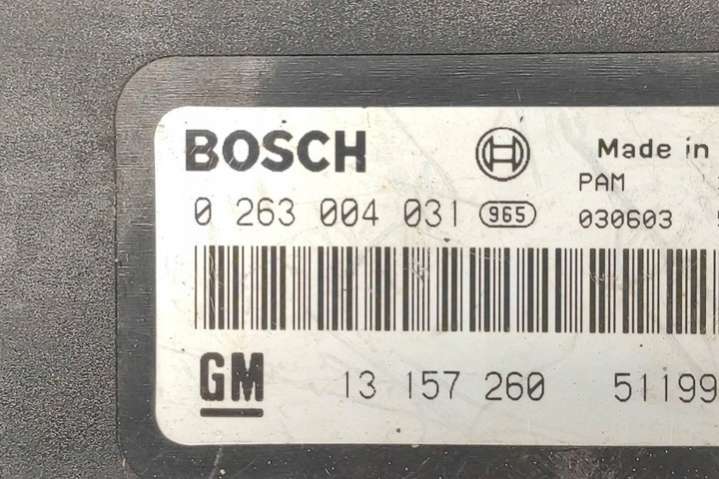 BOSCH
Made in
PAM
0 263 004 031 965 030603
GM 13 157 260 51199